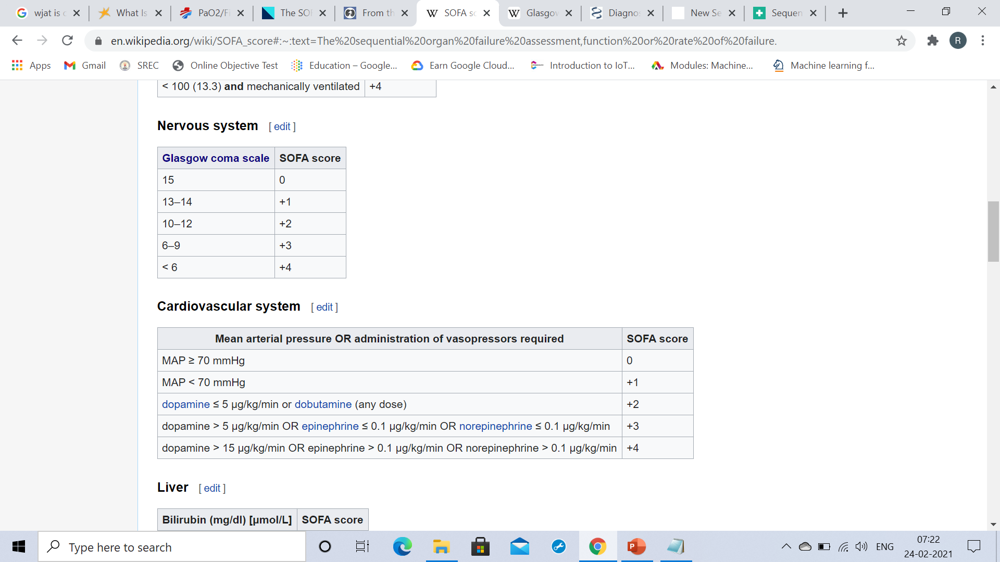 wjat is
What Is
PaO2/Fi
The SO
From th
SOFA sc
Glasgow
Diagnos
New Se
Sequen
en.wikipedia.org/wiki/SOFA_score#:~:text=The%20sequential%20organ%20failure%20assessment,function%20or%20rate%20of%20failure.
R
Apps
Gmail
SREC
Online Objective Test
Education – Google...
Earn Google Cloud...
Introduction to IoT...
Modules: Machine...
Machine learning f...
< 100 (13.3) and mechanically ventilated +4
Nervous system [ edit ]
Glasgow coma scale SOFA score
15 0
13–14 +1
10–12 +2
6–9 +3
< 6 +4
Cardiovascular system [ edit ]
Mean arterial pressure OR administration of vasopressors required SOFA score
MAP ≥ 70 mmHg 0
MAP < 70 mmHg +1
dopamine ≤ 5 μg/kg/min or dobutamine (any dose) +2
dopamine > 5 μg/kg/min OR epinephrine ≤ 0.1 μg/kg/min OR norepinephrine ≤ 0.1 μg/kg/min +3
dopamine > 15 μg/kg/min OR epinephrine > 0.1 μg/kg/min OR norepinephrine > 0.1 μg/kg/min +4
Liver [ edit ]
Bilirubin (mg/dl) [μmol/L] SOFA score
Type here to search
ENG
07:22
24-02-2021